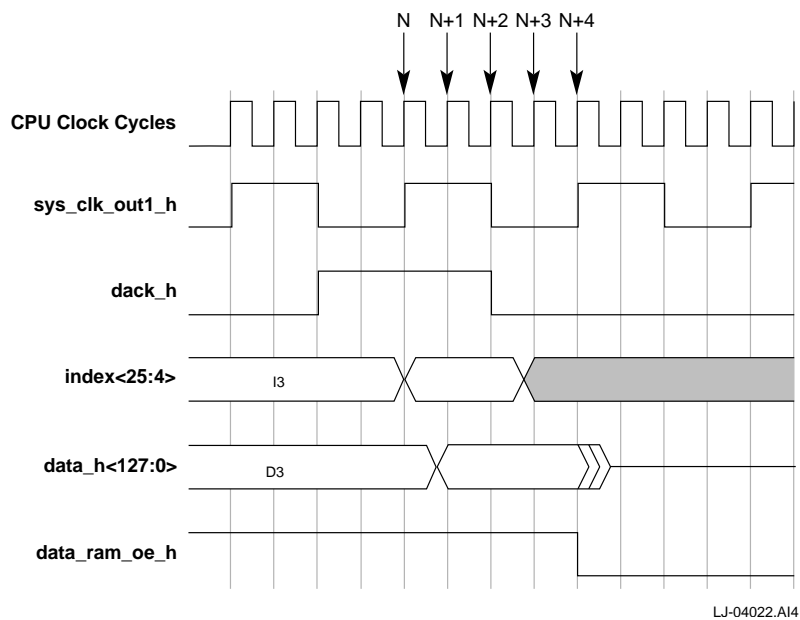 N N+1 N+2 N+3 N+4
CPU Clock Cycles
sys_clk_out1_h
dack_h
index<25:4>
I3
data_h<127:0>
D3
data_ram_oe_h
LJ-04022.AI4